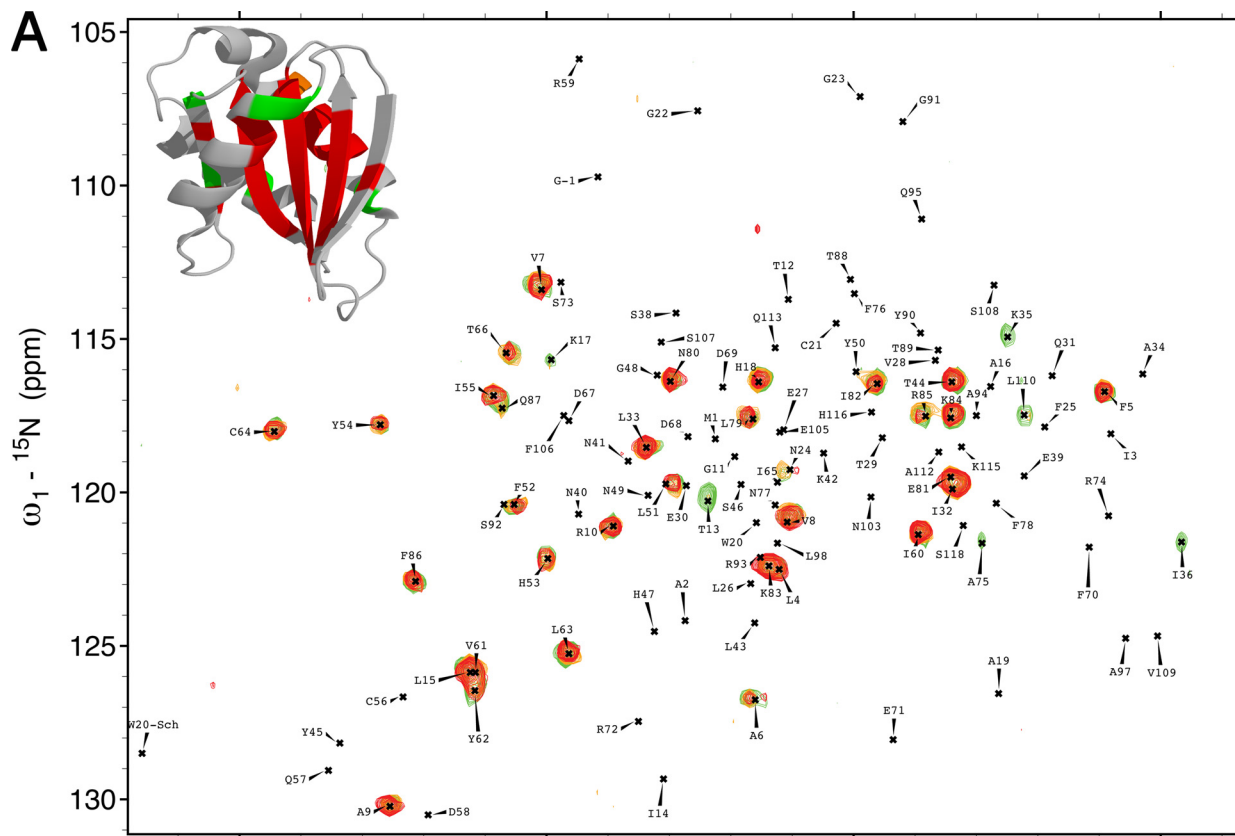 A
105
R59
G23
G22
G91
110
G-1
Q95
V7
T12
T88
S73
F76
S108
S38
K35
Q113
Y90
115
T66
K17
S107
C21
T89
Y50
V28
A16
Q31
A34
G48
N80
D69
H18
L110
I55
Q87
D67
E27
I82
T44
R85
K84
A94
F25
F5
L33
M1
L79
H116
C64
Y54
D68
E105
F106
N41
N24
I3
G11
I65
K42
T29
A112
K115
E39
R74
120
F52
N40
N49
S46
N77
E81
S92
L51
E30
T13
V8
N103
I32
F78
R10
W20
I60
S118
F86
H53
R93
L98
A75
I36
H47
A2
L26
K83
L4
F70
L63
L43
125
V61
L15
C56
A19
A97
V109
W20-Sch
Y45
Y62
R72
A6
E71
Q57
130
A9
D58
I14
ω1 - 15N (ppm)